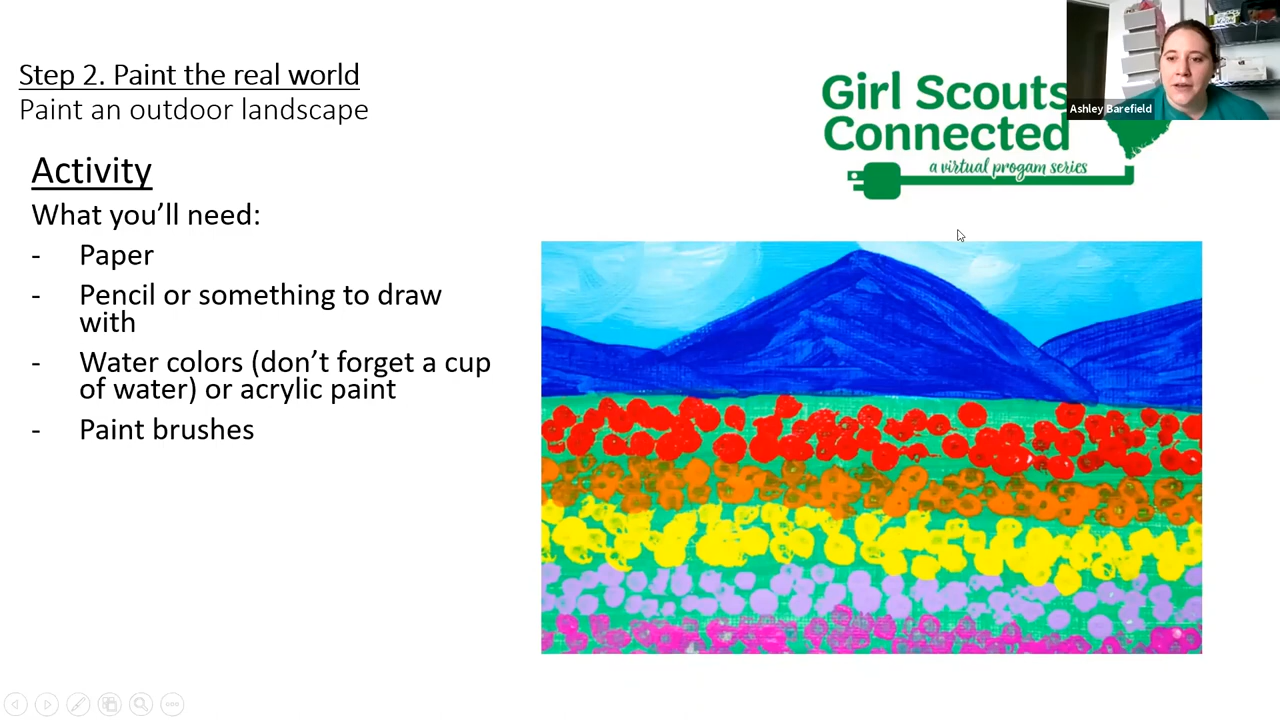 Step 2. Paint the real world
Paint an outdoor landscape
Activity
What you’ll need:
- Paper
- Pencil or something to draw
with
- Water colors (don’t forget a cup
of water) or acrylic paint
- Paint brushes
Girl Scouts
Connected
a virtual progam series
Ashley Barefield